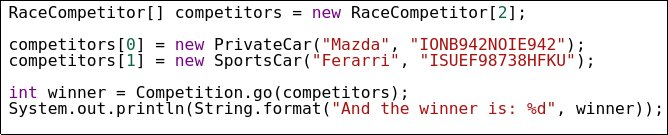 RaceCompetitor[] competitors = new RaceCompetitor[2];
competitors[0] = new PrivateCar("Mazda", "IONB942NOIE942");
competitors[1] = new SportsCar("Ferarri", "ISUEF98738HFKU");
int winner = Competition.go(competitors);
System.out.println(String.format("And the winner is: %d", winner));